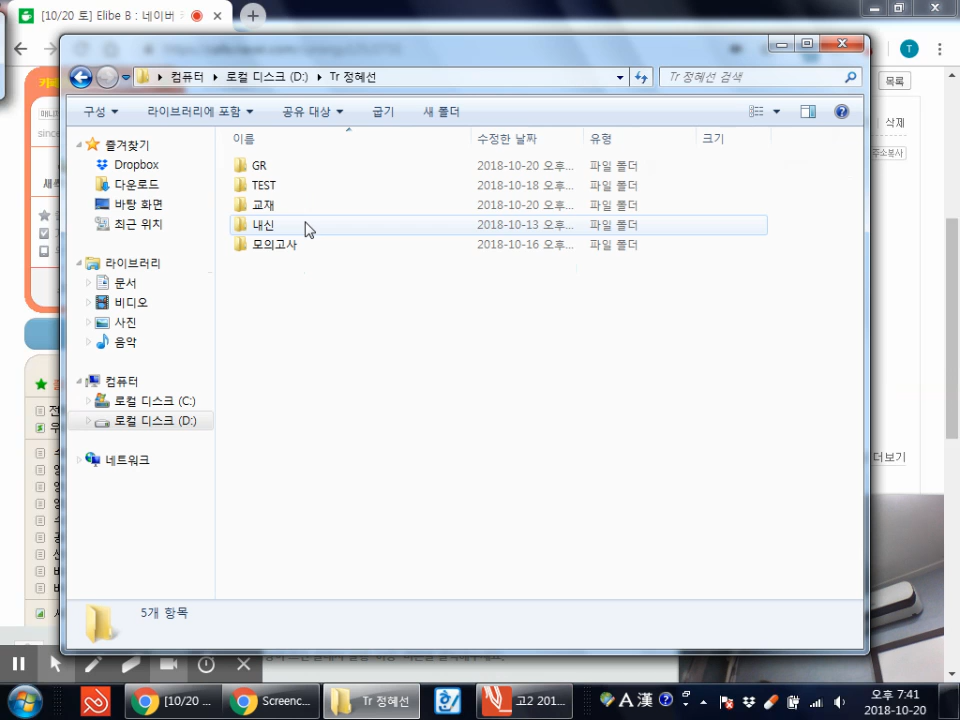 [10/20 토] Elibe B : 네이버
컴퓨터 로컬 디스크 (D:) Tr 정혜선
Tr 정혜선 검색
T
목록
구성 라이브러리에 포함 공유 대상 굽기 새 폴더
삭제
주소복사
since
이름 수정한 날짜 유형 크기
즐겨찾기
Dropbox
다운로드
바탕 화면
최근 위치
라이브러리
문서
비디오
사진
음악
컴퓨터
로컬 디스크 (C:)
로컬 디스크 (D:)
네트워크
GR 2018-10-20 오후... 파일 폴더
TEST 2018-10-18 오후... 파일 폴더
교재 2018-10-20 오후... 파일 폴더
내신 2018-10-13 오후... 파일 폴더
모의고사 2018-10-16 오후... 파일 폴더
더보기
5개 항목
[10/20 ...
Screenc...
Tr 정혜선
고2 201...
A 漢
오후 7:41
2018-10-20